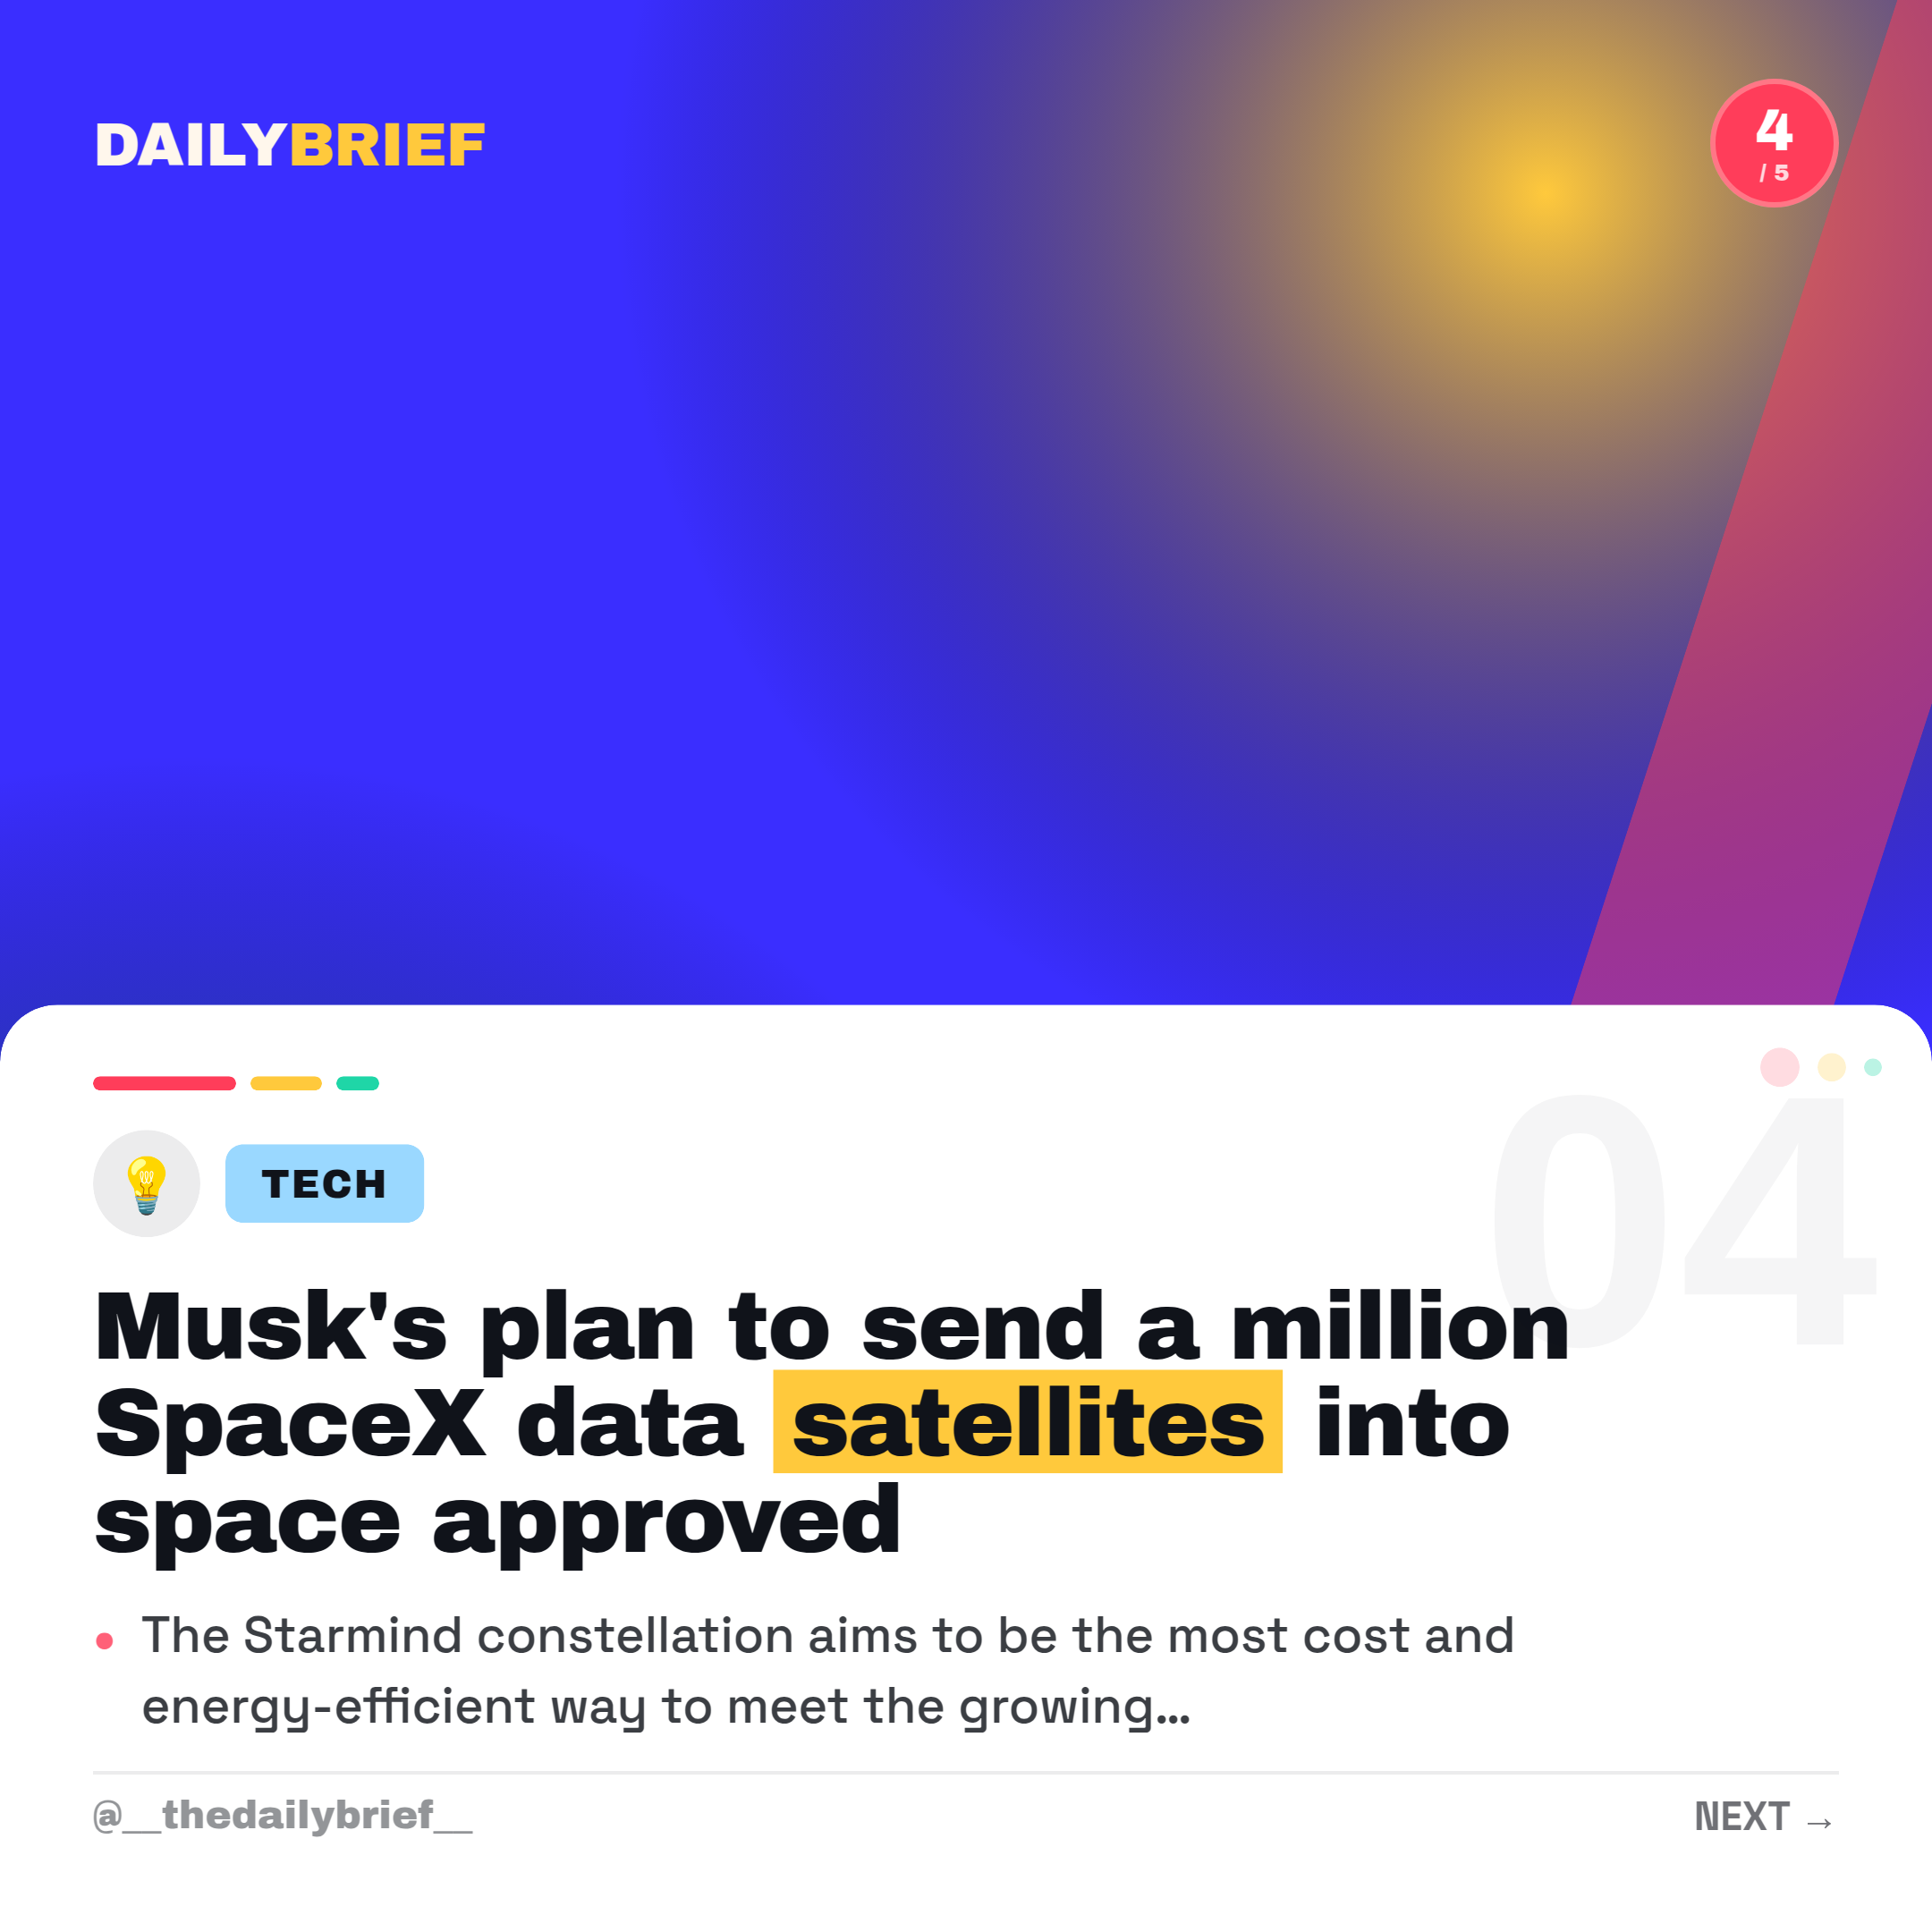 DAILYBRIEF
4
/ 5
04
💡 TECH
Musk's plan to send a million
SpaceX data satellites into
space approved
• The Starmind constellation aims to be the most cost and
energy-efficient way to meet the growing...
@__thedailybrief__
NEXT →